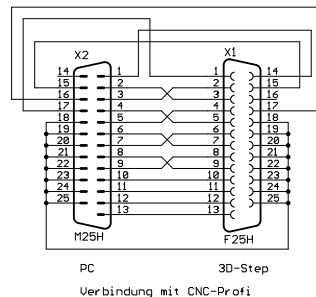 X2 X1
14 1 1 14
15 2 2 15
16 3 3 16
17 4 4 17
18 5 5 18
19 6 6 19
20 7 7 20
21 8 8 21
22 9 9 22
23 10 10 23
24 11 11 24
25 12 12 25
13 13
M25H F25H
PC 3D-Step
Verbindung mit CNC-Profi